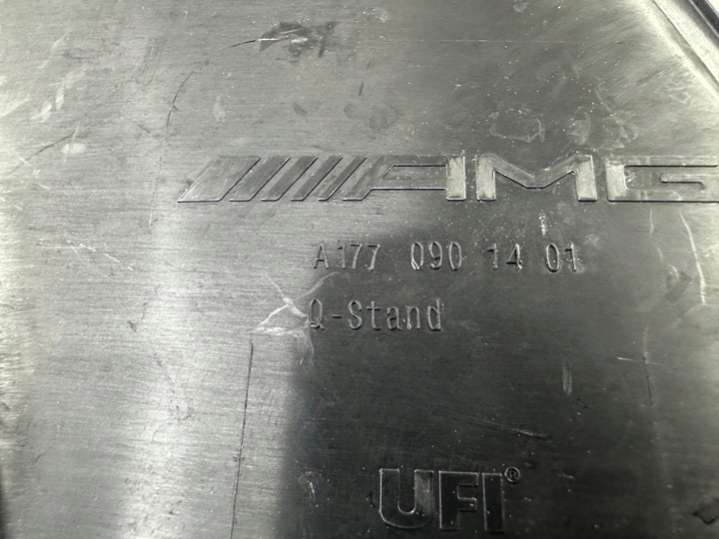 AMG
A177 090 14 01
Q-Stand
UFI®